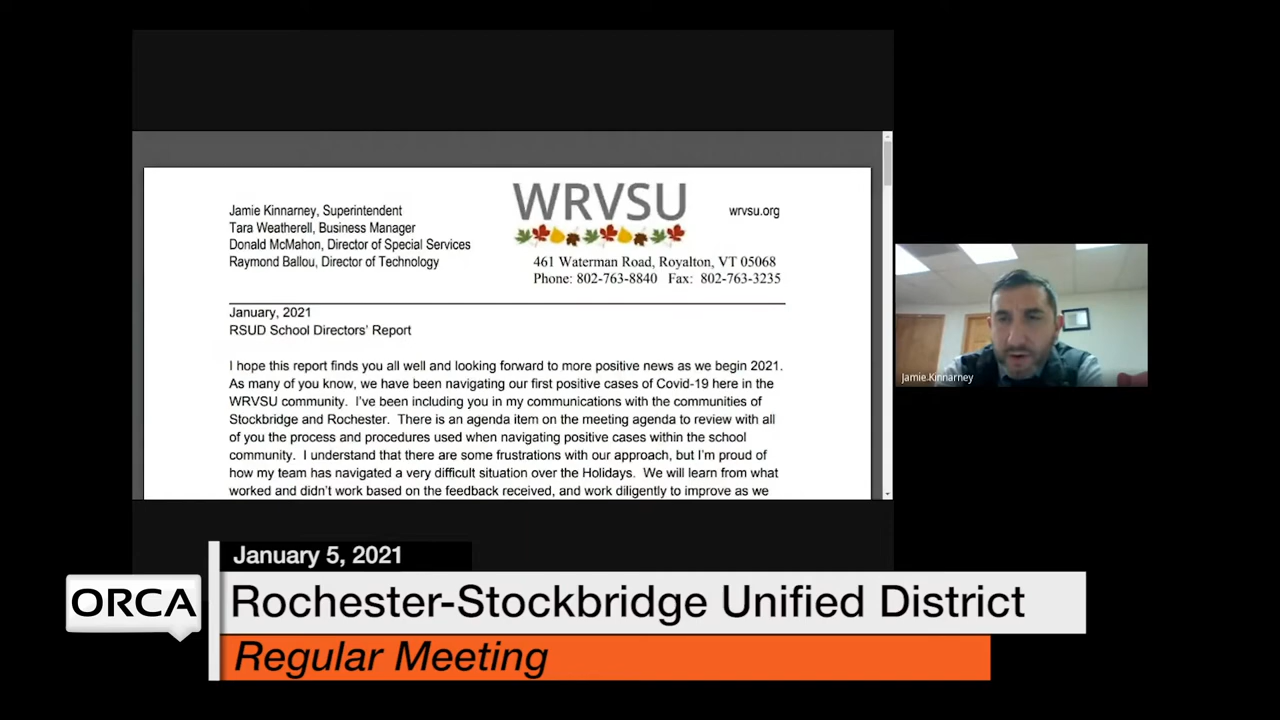 WRVSU
Jamie Kinnarney, Superintendent
wrvsu.org
Tara Weatherell, Business Manager
Donald McMahon, Director of Special Services
Raymond Ballou, Director of Technology
461 Waterman Road, Royalton, VT 05068
Phone: 802-763-8840 Fax: 802-763-3235
January, 2021
RSUD School Directors' Report
I hope this report finds you all well and looking forward to more positive news as we begin 2021.
As many of you know, we have been navigating our first positive cases of Covid-19 here in the
WRVSU community. I've been including you in my communications with the communities of
Stockbridge and Rochester. There is an agenda item on the meeting agenda to review with all
of you the process and procedures used when navigating positive cases within the school
community. I understand that there are some frustrations with our approach, but I'm proud of
how my team has navigated a very difficult situation over the Holidays. We will learn from what
worked and didn't work based on the feedback received, and work diligently to improve as we
Jamie.Kinnarney
January 5, 2021
ORCA
Rochester-Stockbridge Unified District
Regular Meeting